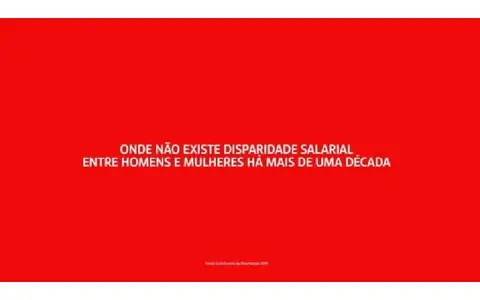 ONDE NÃO EXISTE DISPARIDADE SALARIAL
ENTRE HOMENS E MULHERES HÁ MAIS DE UMA DÉCADA